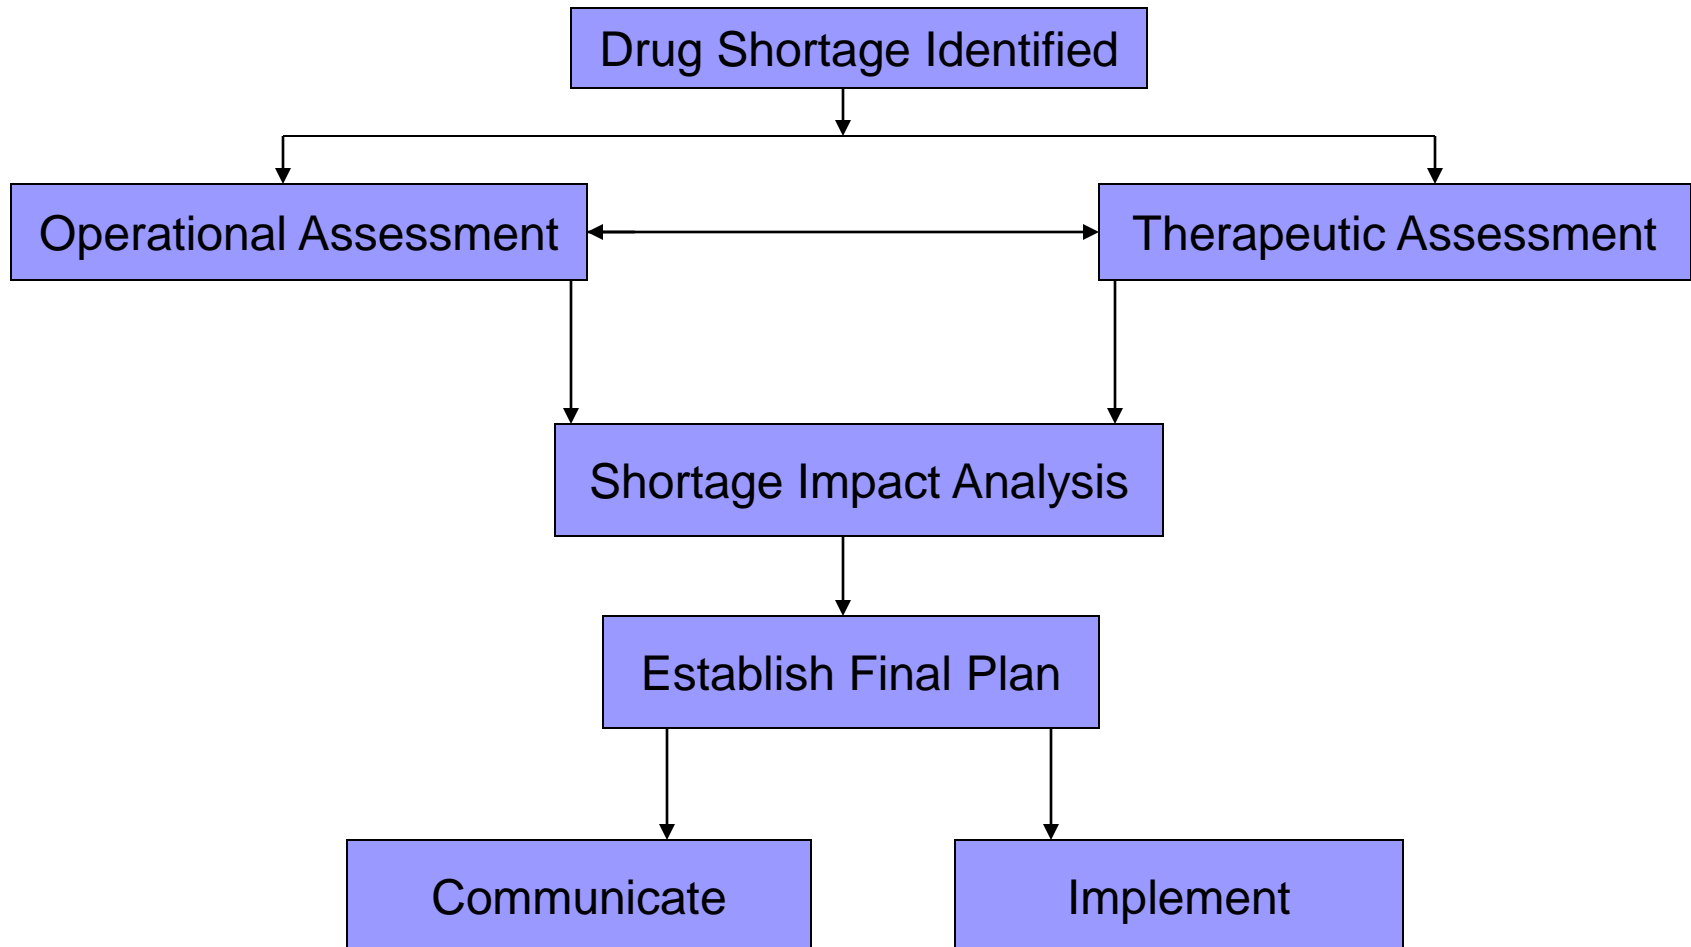 Drug Shortage Identified
Operational Assessment
Therapeutic Assessment
Shortage Impact Analysis
Establish Final Plan
Communicate
Implement